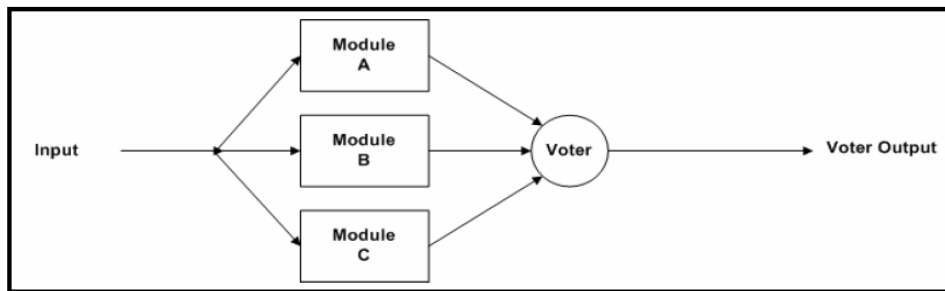 Module
A
Input
Module
B
Voter
Voter Output
Module
C